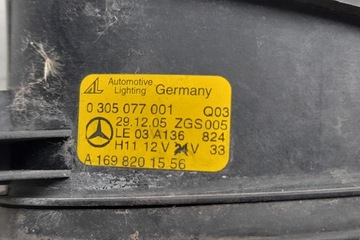 AL Automotive Lighting Germany
0 305 077 001 Q03
29.12.05 ZGS 005
LE 03 A136 824
H11 12V 24V 33
A 169 820 15 56